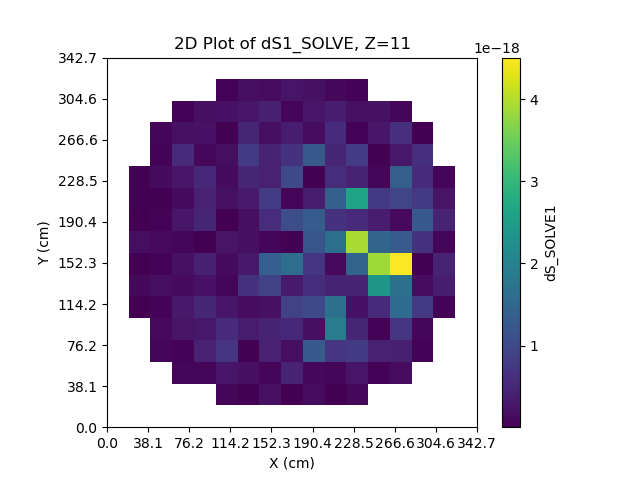 2D Plot of dS1_SOLVE, Z=11
1e−18
342.7
304.6
266.6
228.5
190.4
152.3
114.2
76.2
38.1
0.0
Y (cm)
0.0 38.1 76.2 114.2 152.3 190.4 228.5 266.6 304.6 342.7
X (cm)
4
3
2
1
dS_SOLVE1